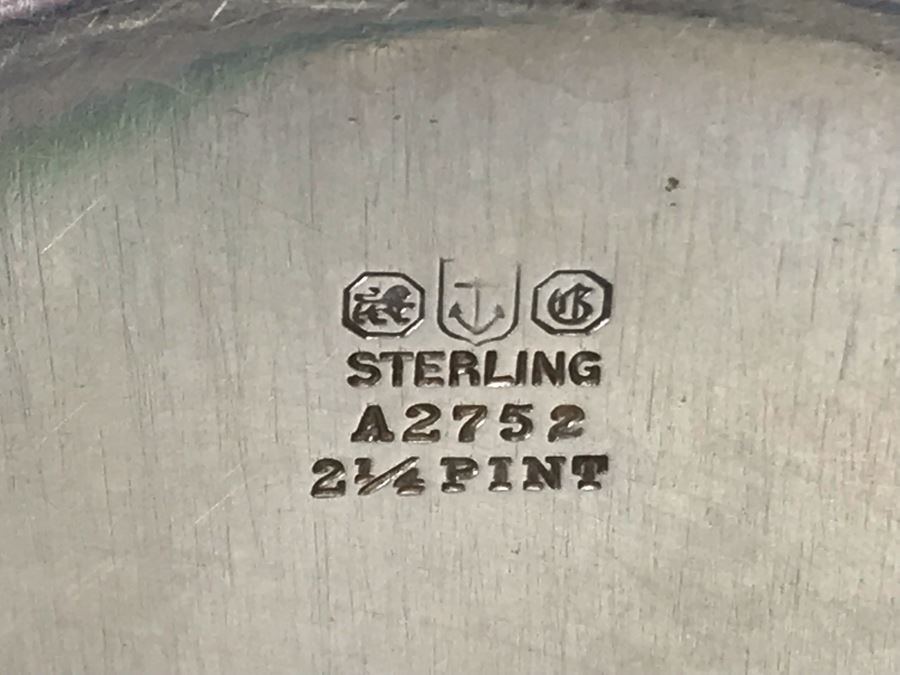 G
STERLING
A2752
2¼ PINT